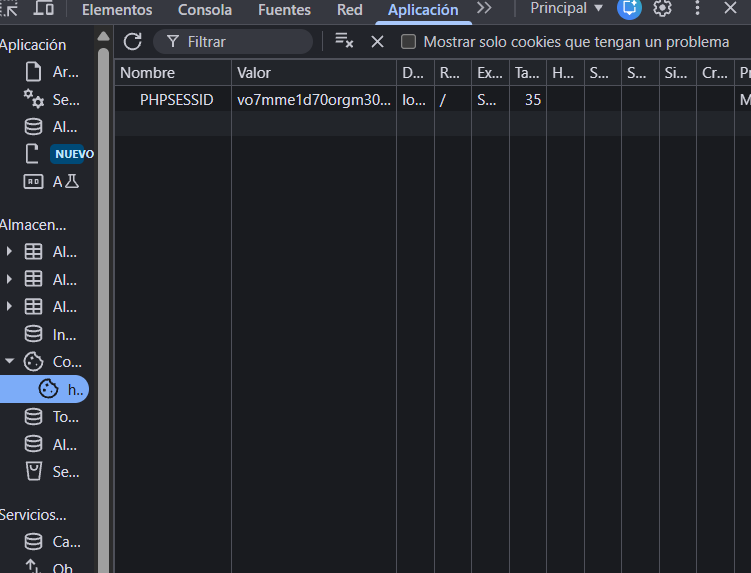 Elementos Consola Fuentes Red Aplicación Principal
Aplicación
Filtrar
Mostrar solo cookies que tengan un problema
Ar...
Se...
Al...
NUEVO
A
Almacen...
Al...
Al...
Al...
In...
Co...
h..
To...
Al...
Se...
Servicios...
Ca...
Ob
Nombre Valor D... R... Ex... Ta... H... S... S... Si... Cr... Pr
PHPSESSID vo7mme1d70orgm30... lo... / S... 35 M